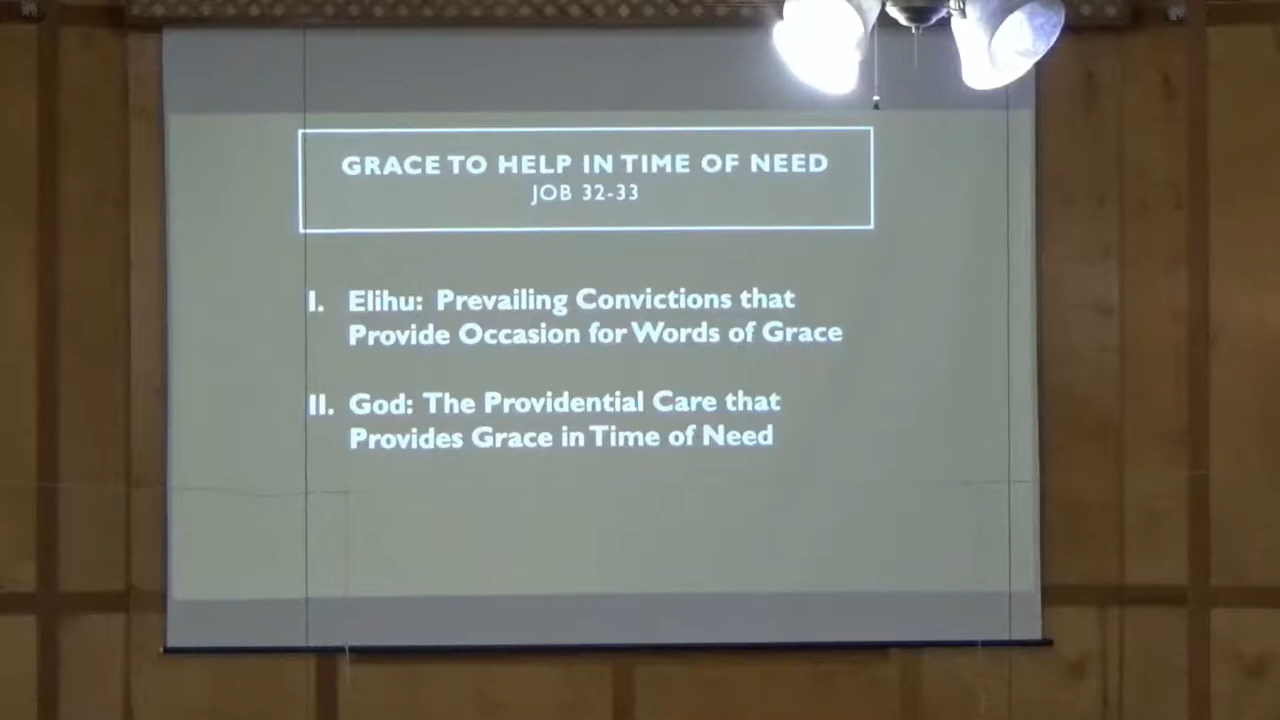 GRACE TO HELP IN TIME OF NEED
JOB 32-33
I. Elihu: Prevailing Convictions that
Provide Occasion for Words of Grace
II. God: The Providential Care that
Provides Grace in Time of Need